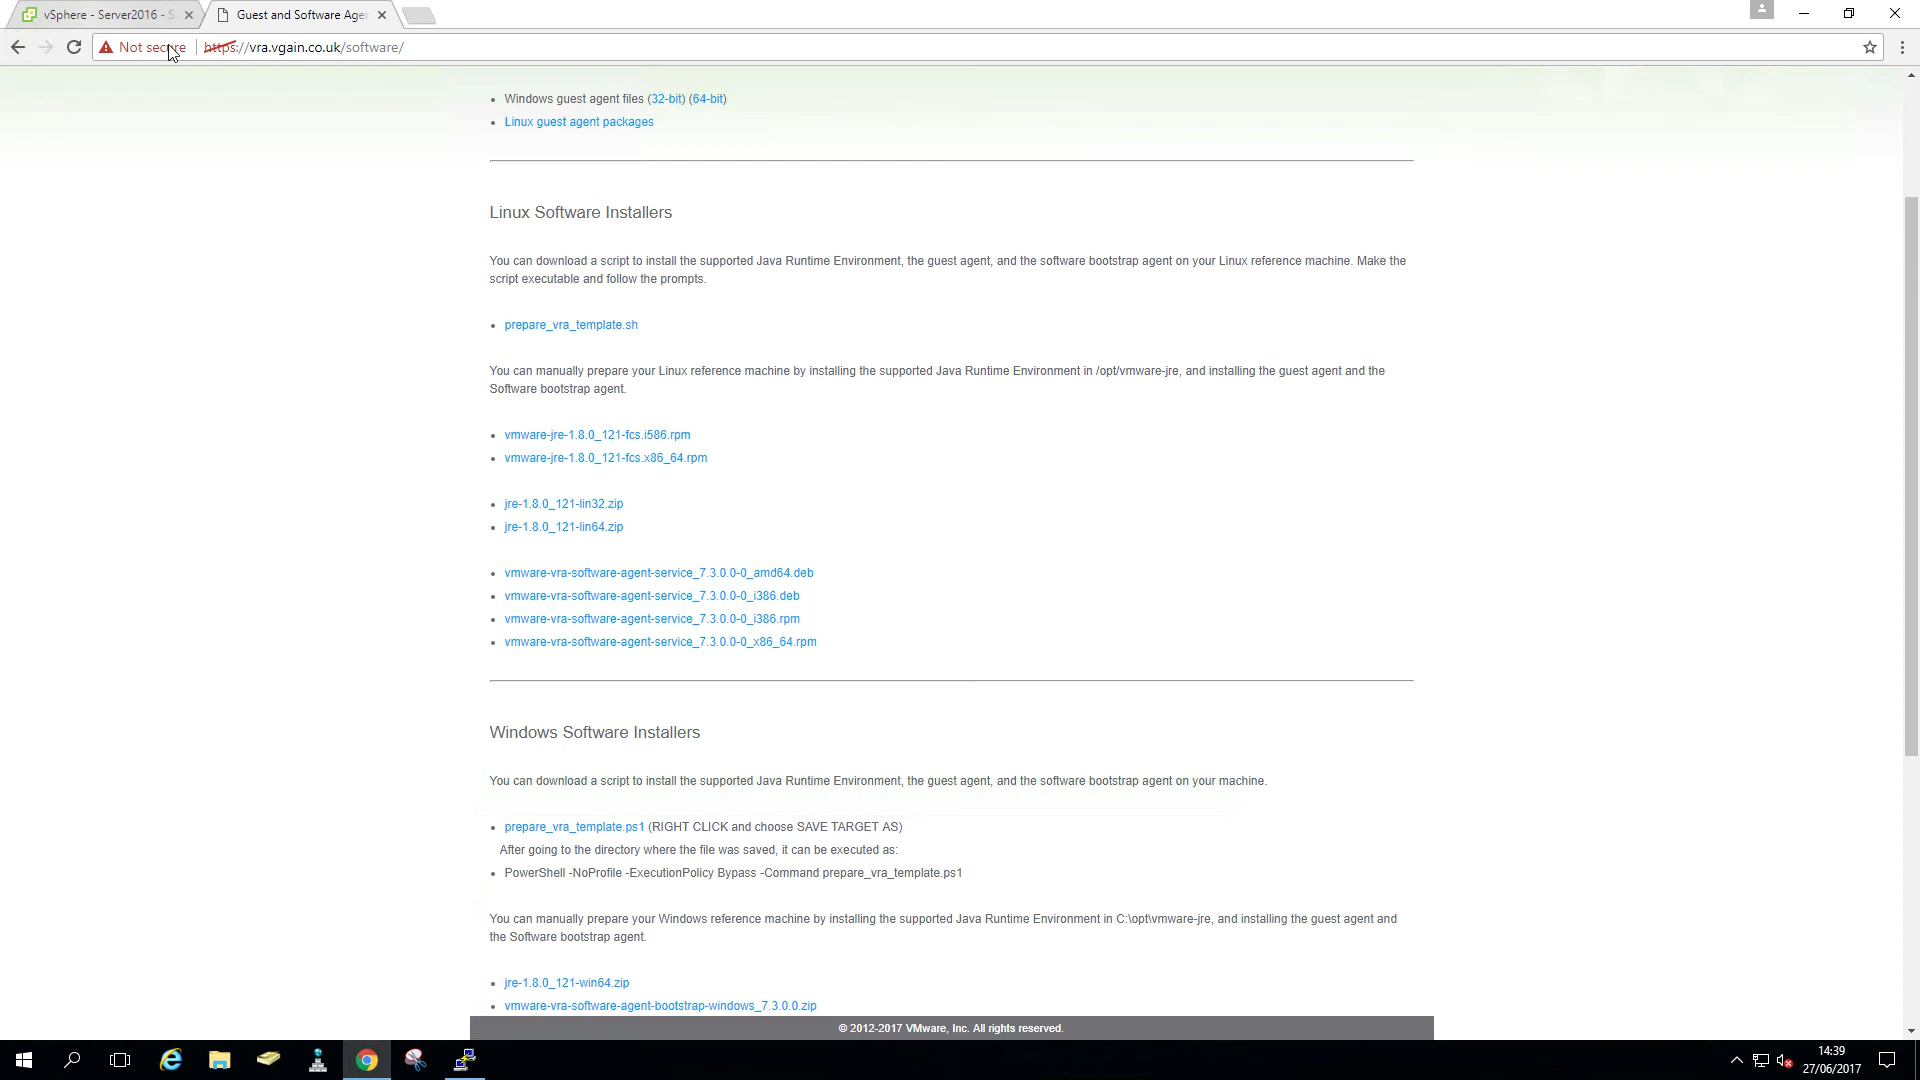 vSphere - Server2016 - S
Guest and Software Age
Not secure
https://vra.vgain.co.uk/software/
Windows guest agent files (32-bit) (64-bit)
Linux guest agent packages
Linux Software Installers
You can download a script to install the supported Java Runtime Environment, the guest agent, and the software bootstrap agent on your Linux reference machine. Make the
script executable and follow the prompts.
prepare_vra_template.sh
You can manually prepare your Linux reference machine by installing the supported Java Runtime Environment in /opt/vmware-jre, and installing the guest agent and the
Software bootstrap agent.
vmware-jre-1.8.0_121-fcs.i586.rpm
vmware-jre-1.8.0_121-fcs.x86_64.rpm
jre-1.8.0_121-lin32.zip
jre-1.8.0_121-lin64.zip
vmware-vra-software-agent-service_7.3.0.0-0_amd64.deb
vmware-vra-software-agent-service_7.3.0.0-0_i386.deb
vmware-vra-software-agent-service_7.3.0.0-0_i386.rpm
vmware-vra-software-agent-service_7.3.0.0-0_x86_64.rpm
Windows Software Installers
You can download a script to install the supported Java Runtime Environment, the guest agent, and the software bootstrap agent on your machine.
prepare_vra_template.ps1 (RIGHT CLICK and choose SAVE TARGET AS)
After going to the directory where the file was saved, it can be executed as:
PowerShell -NoProfile -ExecutionPolicy Bypass -Command prepare_vra_template.ps1
You can manually prepare your Windows reference machine by installing the supported Java Runtime Environment in C:\opt\vmware-jre, and installing the guest agent and
the Software bootstrap agent.
jre-1.8.0_121-win64.zip
vmware-vra-software-agent-bootstrap-windows_7.3.0.0.zip
© 2012-2017 VMware, Inc. All rights reserved.
14:39
27/06/2017